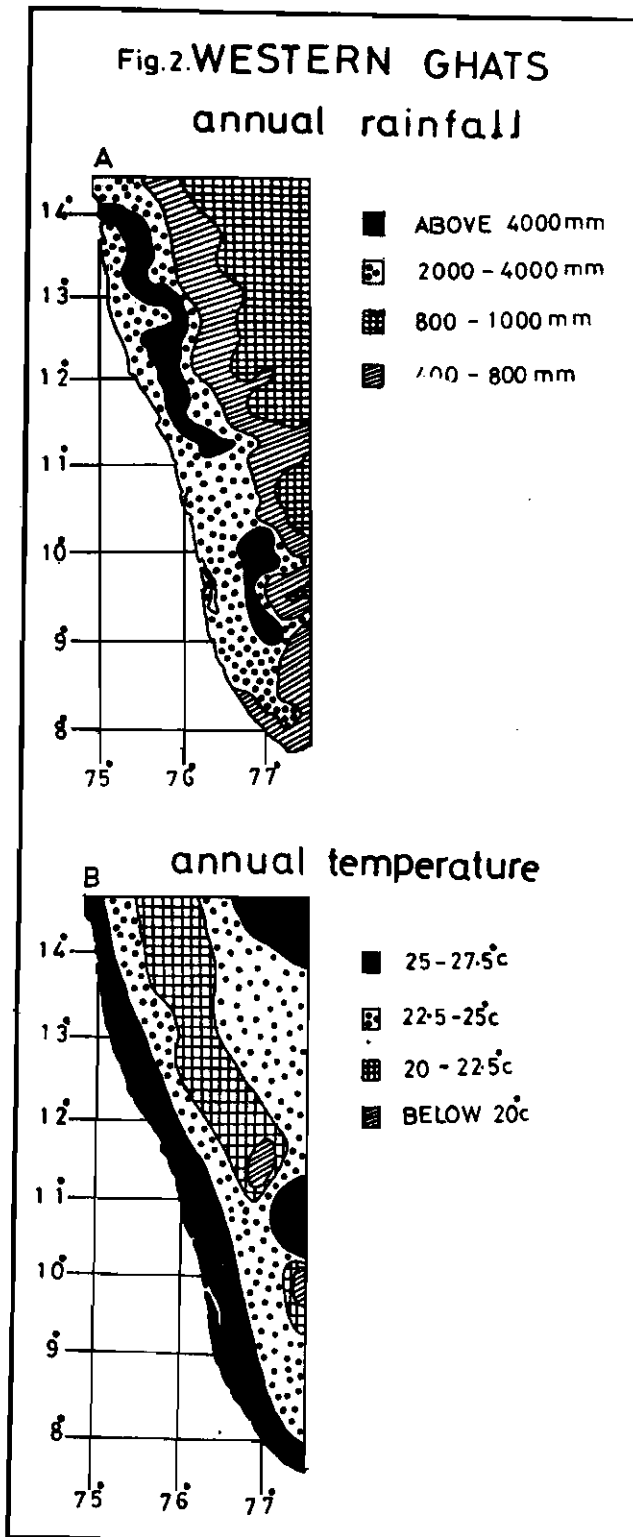 Fig.2. WESTERN GHATS
annual rainfall
A
14°
13°
12°
11°
10°
9°
8°
75° 76° 77°
ABOVE 4000mm
2000 - 4000 mm
800 - 1000 mm
400 - 800 mm
annual temperature
B
14°
13°
12°
11°
10°
9°
8°
75° 76° 77°
25 - 27.5°c
22.5 - 25°c
20 - 22.5°c
BELOW 20°c